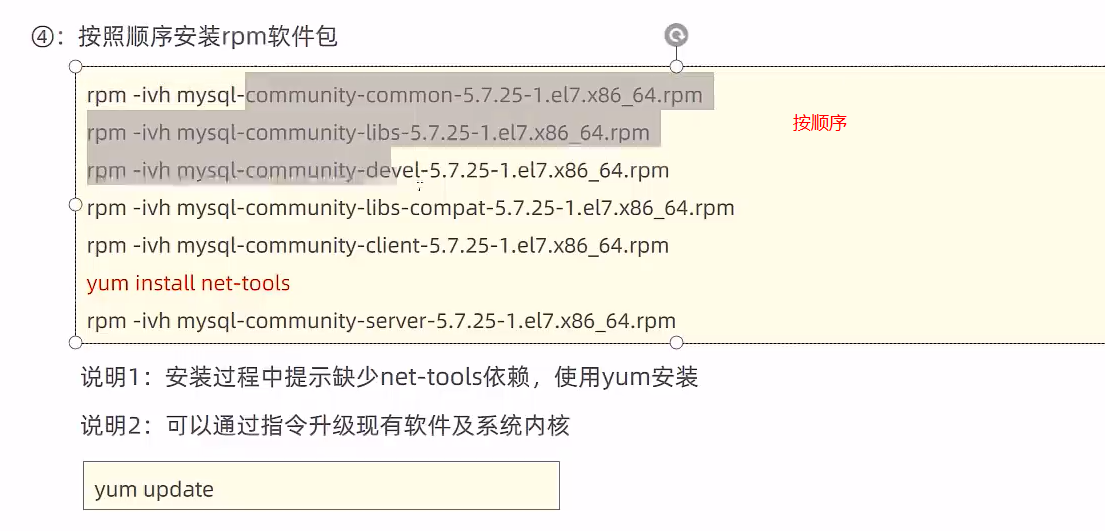 ④：按照顺序安装rpm软件包
rpm -ivh mysql-community-common-5.7.25-1.el7.x86_64.rpm
rpm -ivh mysql-community-libs-5.7.25-1.el7.x86_64.rpm
按顺序
rpm -ivh mysql-community-devel-5.7.25-1.el7.x86_64.rpm
rpm -ivh mysql-community-libs-compat-5.7.25-1.el7.x86_64.rpm
rpm -ivh mysql-community-client-5.7.25-1.el7.x86_64.rpm
yum install net-tools
rpm -ivh mysql-community-server-5.7.25-1.el7.x86_64.rpm
说明1：安装过程中提示缺少net-tools依赖，使用yum安装
说明2：可以通过指令升级现有软件及系统内核
yum update